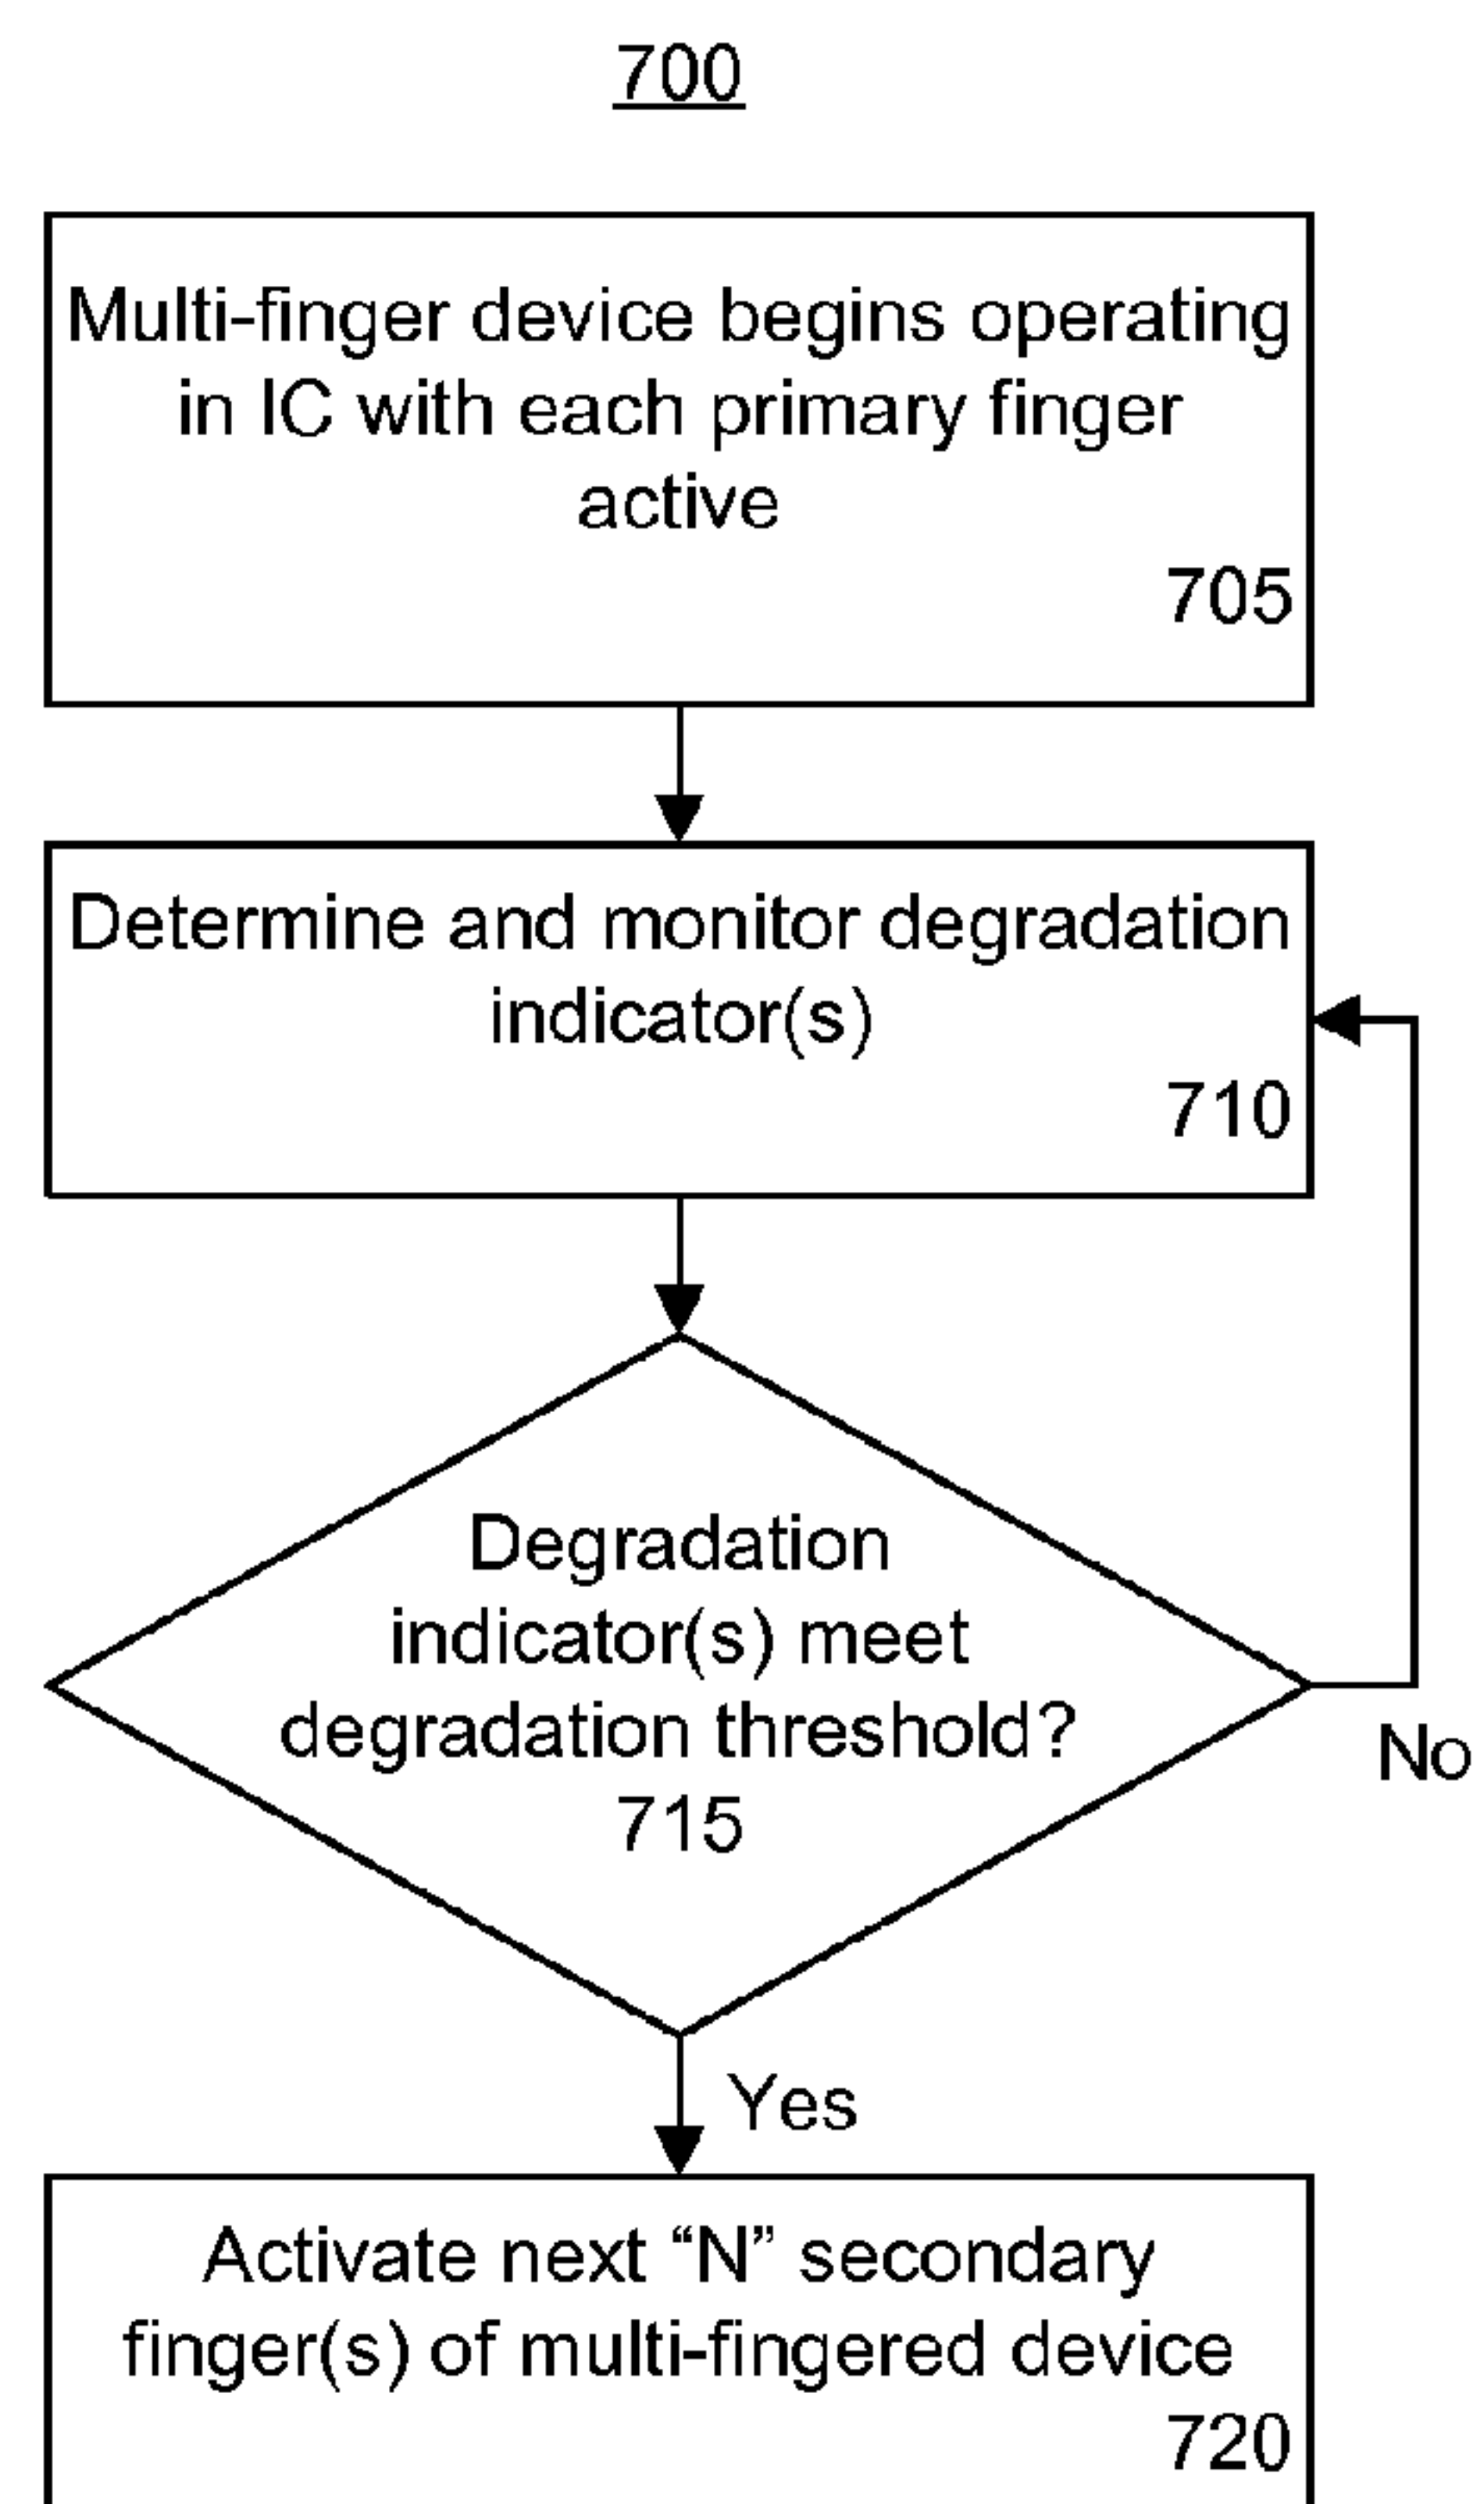 700
Multi-finger device begins operating
in IC with each primary finger
active
705
Determine and monitor degradation
indicator(s)
710
Degradation
indicator(s) meet
degradation threshold?
715
No
Yes
Activate next “N” secondary
finger(s) of multi-fingered device
720